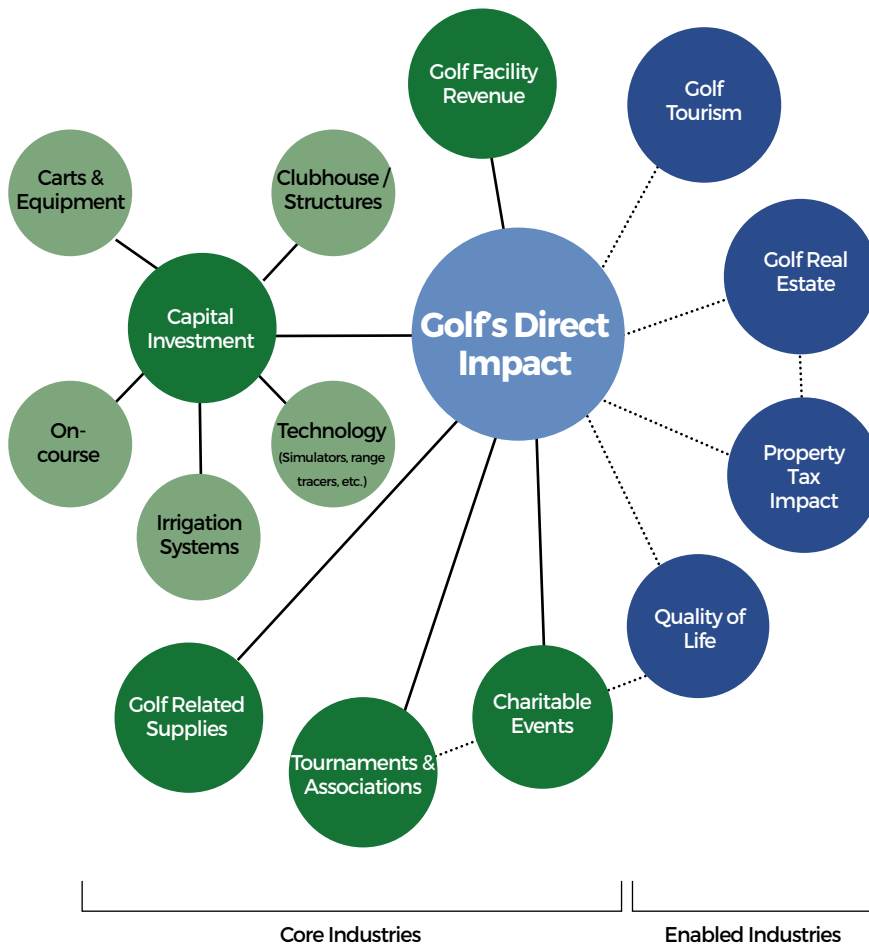 Golf Facility
Revenue
Golf
Tourism
Carts &
Equipment
Clubhouse /
Structures
Golf Real
Estate
Capital
Investment
Golf's Direct
Impact
On-
course
Technology
(Simulators, range
tracers, etc.)
Property
Tax
Impact
Irrigation
Systems
Quality of
Life
Golf Related
Supplies
Charitable
Events
Tournaments &
Associations
Core Industries
Enabled Industries